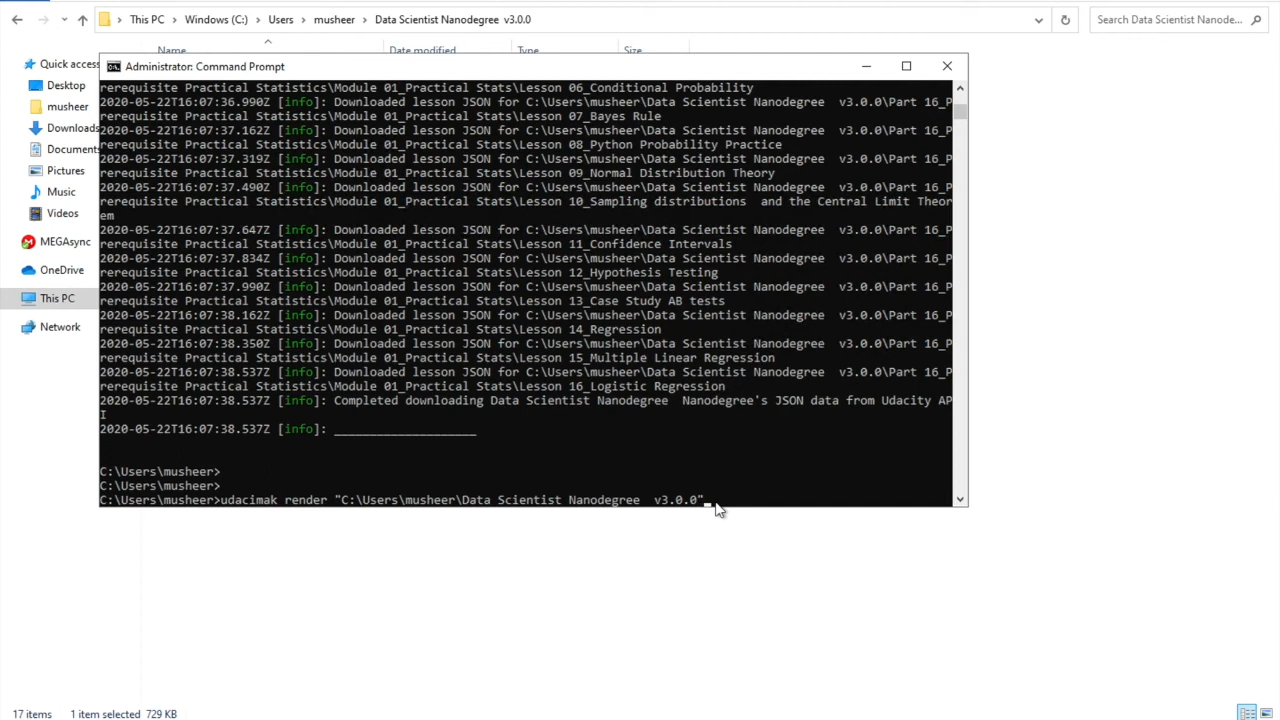 This PC
Windows (C:)
Users
musheer
Data Scientist Nanodegree  v3.0.0
Search Data Scientist Nanode...
Name
Date modified
Type
Size
Quick access
Desktop
musheer
Downloads
Documents
Pictures
Music
Videos
MEGAsync
OneDrive
This PC
Network
Administrator: Command Prompt
rerequisite Practical Statistics\Module 01_Practical Stats\Lesson 06_Conditional Probability
2020-05-22T16:07:36.990Z [info]: Downloaded lesson JSON for C:\Users\musheer\Data Scientist Nanodegree  v3.0.0\Part 16_P
rerequisite Practical Statistics\Module 01_Practical Stats\Lesson 07_Bayes Rule
2020-05-22T16:07:37.162Z [info]: Downloaded lesson JSON for C:\Users\musheer\Data Scientist Nanodegree  v3.0.0\Part 16_P
rerequisite Practical Statistics\Module 01_Practical Stats\Lesson 08_Python Probability Practice
2020-05-22T16:07:37.319Z [info]: Downloaded lesson JSON for C:\Users\musheer\Data Scientist Nanodegree  v3.0.0\Part 16_P
rerequisite Practical Statistics\Module 01_Practical Stats\Lesson 09_Normal Distribution Theory
2020-05-22T16:07:37.490Z [info]: Downloaded lesson JSON for C:\Users\musheer\Data Scientist Nanodegree  v3.0.0\Part 16_P
rerequisite Practical Statistics\Module 01_Practical Stats\Lesson 10_Sampling distributions  and the Central Limit Theor
em
2020-05-22T16:07:37.647Z [info]: Downloaded lesson JSON for C:\Users\musheer\Data Scientist Nanodegree  v3.0.0\Part 16_P
rerequisite Practical Statistics\Module 01_Practical Stats\Lesson 11_Confidence Intervals
2020-05-22T16:07:37.834Z [info]: Downloaded lesson JSON for C:\Users\musheer\Data Scientist Nanodegree  v3.0.0\Part 16_P
rerequisite Practical Statistics\Module 01_Practical Stats\Lesson 12_Hypothesis Testing
2020-05-22T16:07:37.990Z [info]: Downloaded lesson JSON for C:\Users\musheer\Data Scientist Nanodegree  v3.0.0\Part 16_P
rerequisite Practical Statistics\Module 01_Practical Stats\Lesson 13_Case Study AB tests
2020-05-22T16:07:38.162Z [info]: Downloaded lesson JSON for C:\Users\musheer\Data Scientist Nanodegree  v3.0.0\Part 16_P
rerequisite Practical Statistics\Module 01_Practical Stats\Lesson 14_Regression
2020-05-22T16:07:38.350Z [info]: Downloaded lesson JSON for C:\Users\musheer\Data Scientist Nanodegree  v3.0.0\Part 16_P
rerequisite Practical Statistics\Module 01_Practical Stats\Lesson 15_Multiple Linear Regression
2020-05-22T16:07:38.537Z [info]: Downloaded lesson JSON for C:\Users\musheer\Data Scientist Nanodegree  v3.0.0\Part 16_P
rerequisite Practical Statistics\Module 01_Practical Stats\Lesson 16_Logistic Regression
2020-05-22T16:07:38.537Z [info]: Completed downloading Data Scientist Nanodegree  Nanodegree's JSON data from Udacity AP
I
2020-05-22T16:07:38.537Z [info]: ____________________
C:\Users\musheer>
C:\Users\musheer>
C:\Users\musheer>udacimak render "C:\Users\musheer\Data Scientist Nanodegree  v3.0.0"
17 items
1 item selected  729 KB